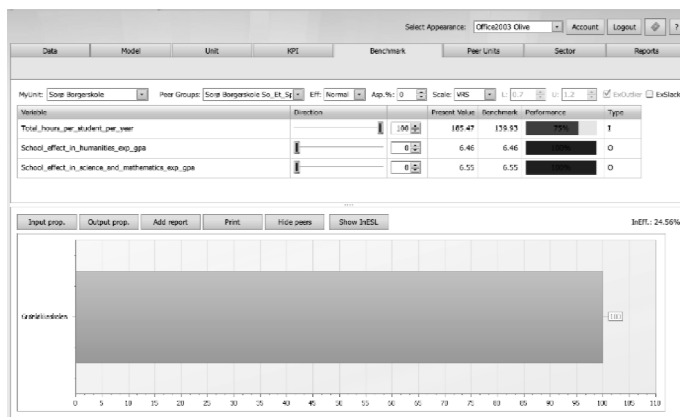 Select Appearance: Office2003 Olive Account Logout ?
Data Model Unit KPI Benchmark Peer Units Sector Reports
MyUnit: Sorø Borgerskole Peer Groups: Sorø Borgerskole So_Et_Sp Eff: Normal Asp.%: 0 Scale: VRS L: 0.7 U: 1.2 ExOutlier ExSlack
Variable Direction Present Value Benchmark Performance Type
Total_hours_per_student_per_year 100 185.47 139.93 75% I
School_effect_in_humanities_exp_gpa 0 6.46 6.46 100% O
School_effect_in_science_and_mathematics_exp_gpa 0 6.55 6.55 100% O
Input prop. Output prop. Add report Print Hide peers Show InESL InEff.: 24.56%
100
0 5 10 15 20 25 30 35 40 45 50 55 60 65 70 75 80 85 90 95 100 105 110